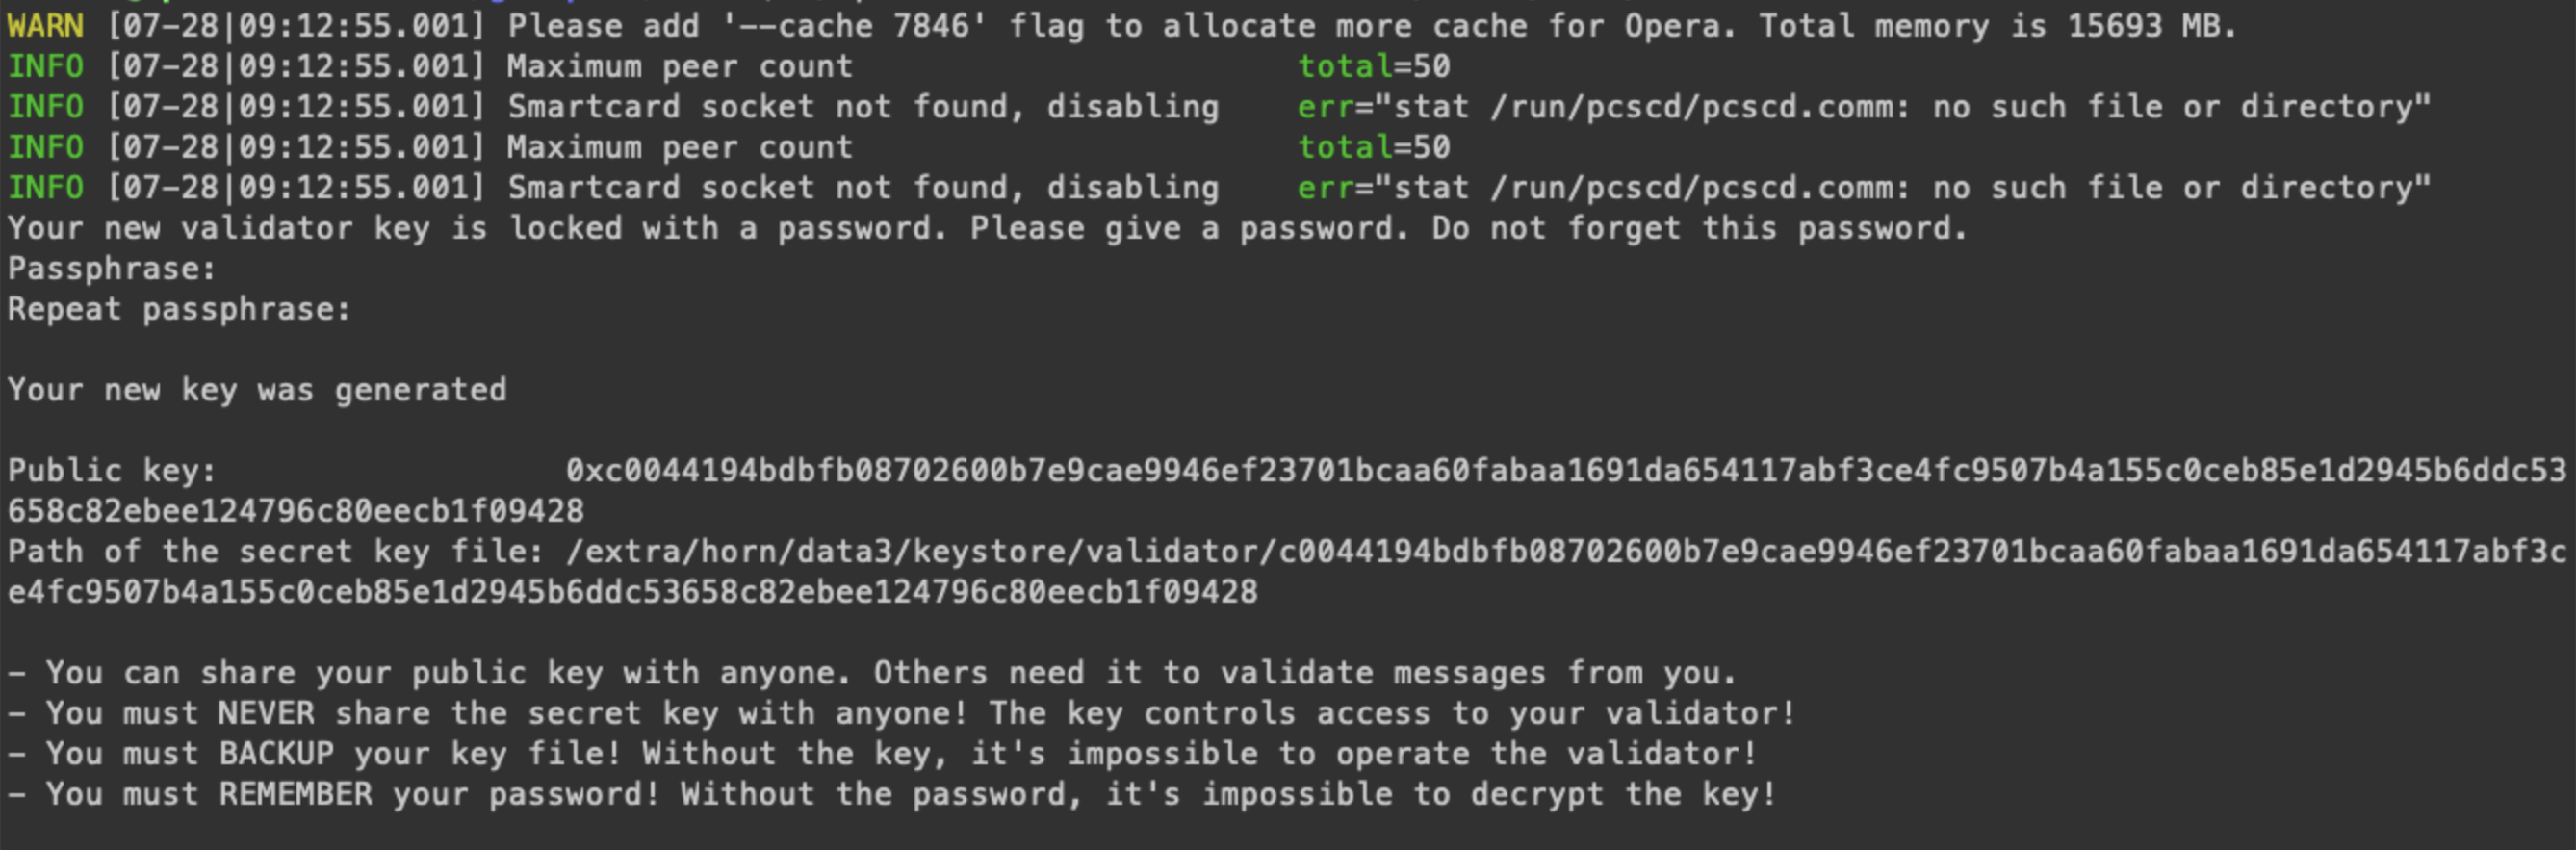 WARN [07-28|09:12:55.001] Please add '--cache 7846' flag to allocate more cache for Opera. Total memory is 15693 MB.
INFO [07-28|09:12:55.001] Maximum peer count                       total=50
INFO [07-28|09:12:55.001] Smartcard socket not found, disabling    err="stat /run/pcscd/pcscd.comm: no such file or directory"
INFO [07-28|09:12:55.001] Maximum peer count                       total=50
INFO [07-28|09:12:55.001] Smartcard socket not found, disabling    err="stat /run/pcscd/pcscd.comm: no such file or directory"
Your new validator key is locked with a password. Please give a password. Do not forget this password.
Passphrase:
Repeat passphrase:
Your new key was generated
Public key:                  0xc0044194bdbfb08702600b7e9cae9946ef23701bcaa60fabaa1691da654117abf3ce4fc9507b4a155c0ceb85e1d2945b6ddc53
658c82ebee124796c80eecb1f09428
Path of the secret key file: /extra/horn/data3/keystore/validator/c0044194bdbfb08702600b7e9cae9946ef23701bcaa60fabaa1691da654117abf3c
e4fc9507b4a155c0ceb85e1d2945b6ddc53658c82ebee124796c80eecb1f09428
- You can share your public key with anyone. Others need it to validate messages from you.
- You must NEVER share the secret key with anyone! The key controls access to your validator!
- You must BACKUP your key file! Without the key, it's impossible to operate the validator!
- You must REMEMBER your password! Without the password, it's impossible to decrypt the key!